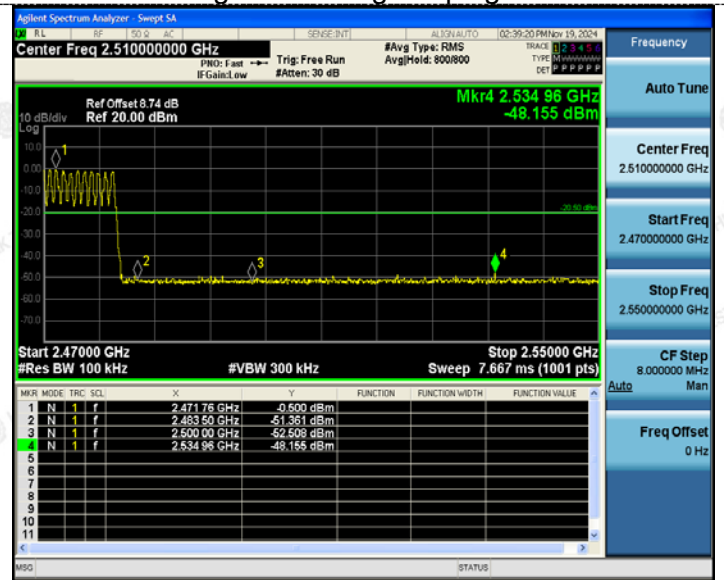 Agilent Spectrum Analyzer - Swept SA
RL RF 50 Ω AC SENSE:INT ALIGN AUTO 02:39:20 PM Nov 19, 2024
Center Freq 2.510000000 GHz
PNO: Fast
IFGain:Low
Trig: Free Run
#Atten: 30 dB
#Avg Type: RMS
Avg|Hold: 800/800
TRACE 1 2 3 4 5 6
TYPE MWWWWW
DET P P P P P P
Ref Offset 8.74 dB
10 dB/div Ref 20.00 dBm
Log
Mkr4 2.534 96 GHz
-48.155 dBm
10.0
0.00
-10.0
-20.0
-30.0
-40.0
-50.0
-60.0
-70.0
1
2
3
4
-20.50 dBm
Start 2.47000 GHz Stop 2.55000 GHz
#Res BW 100 kHz #VBW 300 kHz Sweep 7.667 ms (1001 pts)
MKR MODE TRC SCL X Y FUNCTION FUNCTION WIDTH FUNCTION VALUE
1 N 1 f 2.471 76 GHz -0.500 dBm
2 N 1 f 2.483 50 GHz -51.361 dBm
3 N 1 f 2.500 00 GHz -52.508 dBm
4 N 1 f 2.534 96 GHz -48.155 dBm
5
6
7
8
9
10
11
MSG STATUS
Frequency
Auto Tune
Center Freq
2.510000000 GHz
Start Freq
2.470000000 GHz
Stop Freq
2.550000000 GHz
CF Step
8.000000 MHz
Auto Man
Freq Offset
0 Hz